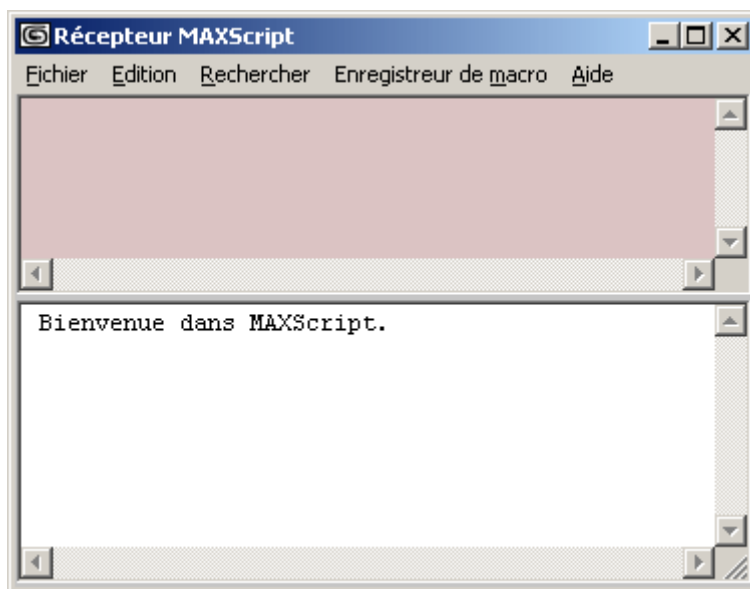 Récepteur MAXScript
Fichier Edition Rechercher Enregistreur de macro Aide
Bienvenue dans MAXScript.